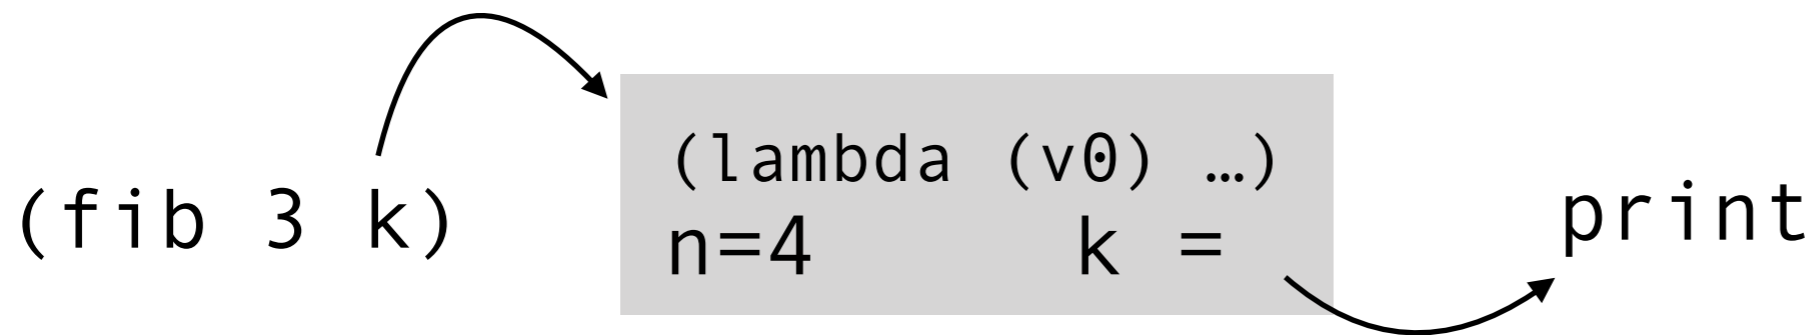 (fib 3 k)
(lambda (v0) …)
n=4 k =
print